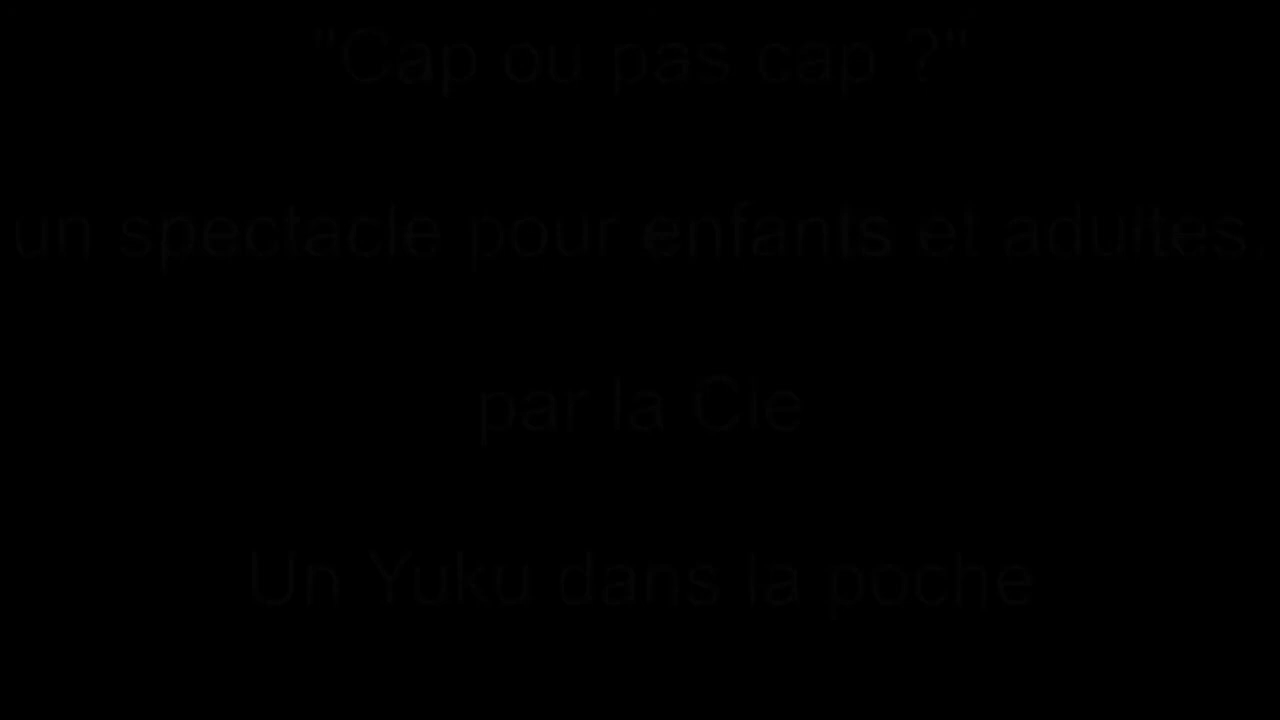 "Cap ou pas cap ?"
un spectacle pour enfants et adultes.
par la Cie
Un Yuku dans la poche